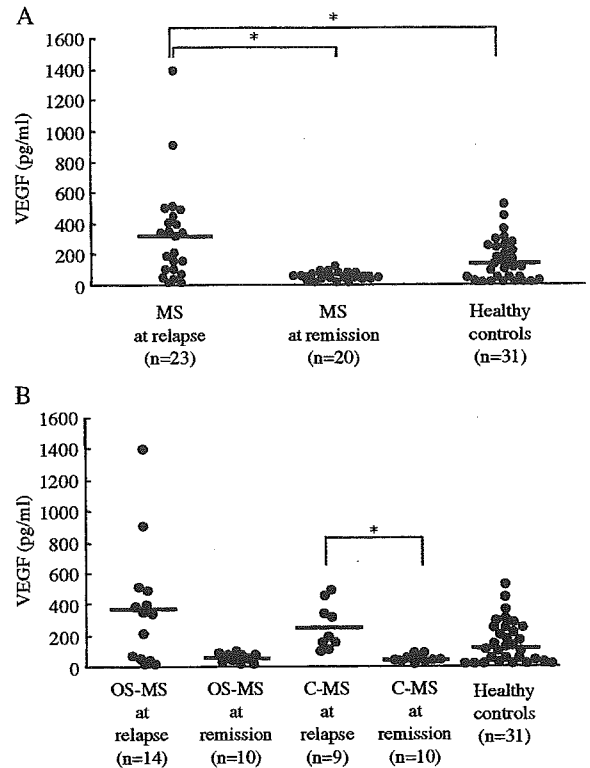 A
*
*
1600
1400
1200
1000
800
600
400
200
0
VEGF (pg/ml)
MS MS Healthy
at relapse at remission controls
(n=23) (n=20) (n=31)
B
1600
1400
1200
1000
800
600
400
200
0
VEGF (pg/ml)
*
OS-MS OS-MS C-MS C-MS Healthy
at at at at controls
relapse remission relapse remission (n=31)
(n=14) (n=10) (n=9) (n=10)